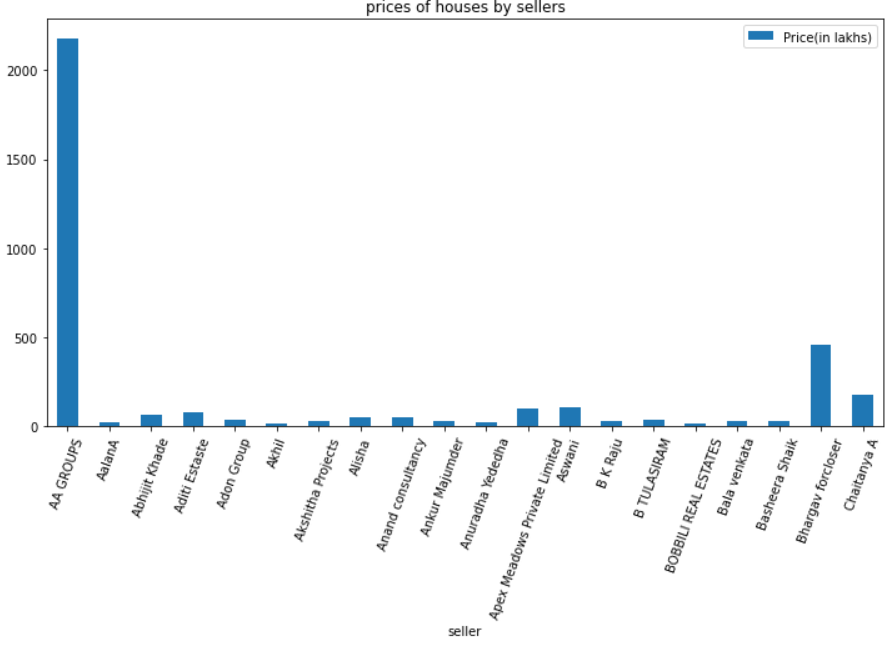 prices of houses by sellers
Price(in lakhs)
2000
1500
1000
500
0
AA GROUPS
AalanA
Abhijit Khade
Aditi Estaste
Adon Group
Akhil
Akshitha Projects
Alisha
Anand consultancy
Ankur Majumder
Anuradha Yededha
Apex Meadows Private Limited
Aswani
B K Raju
B TULASIRAM
BOBBILI REAL ESTATES
Bala venkata
Basheera Shaik
Bhargav forcloser
Chaitanya A
seller